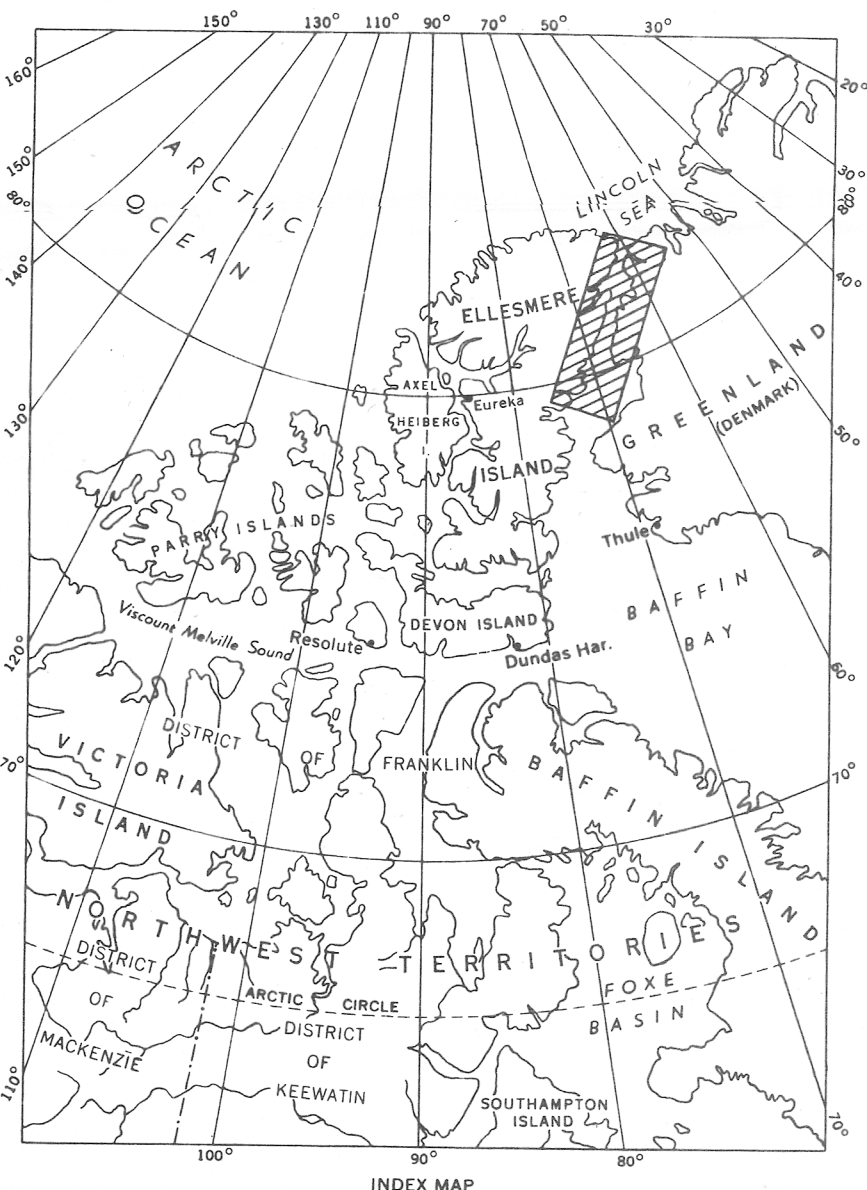 150° 130° 110° 90° 70° 50° 30°
160°
20°
150°
30°
80°
80°
ARCTIC
OCEAN
LINCOLN
SEA
140°
40°
ELLESMERE
AXEL
HEIBERG
I.
Eureka
GREENLAND
(DENMARK)
130°
50°
ISLAND
PARRY ISLANDS
Thule
BAFFIN
BAY
Viscount Melville Sound
Resolute
DEVON ISLAND
Dundas Har.
120°
60°
DISTRICT
OF
FRANKLIN
VICTORIA
ISLAND
70°
70°
BAFFIN ISLAND
NORTHWEST TERRITORIES
DISTRICT
OF
MACKENZIE
ARCTIC CIRCLE
FOXE
BASIN
DISTRICT
OF
KEEWATIN
SOUTHAMPTON
ISLAND
110°
70°
100° 90° 80°
INDEX MAP